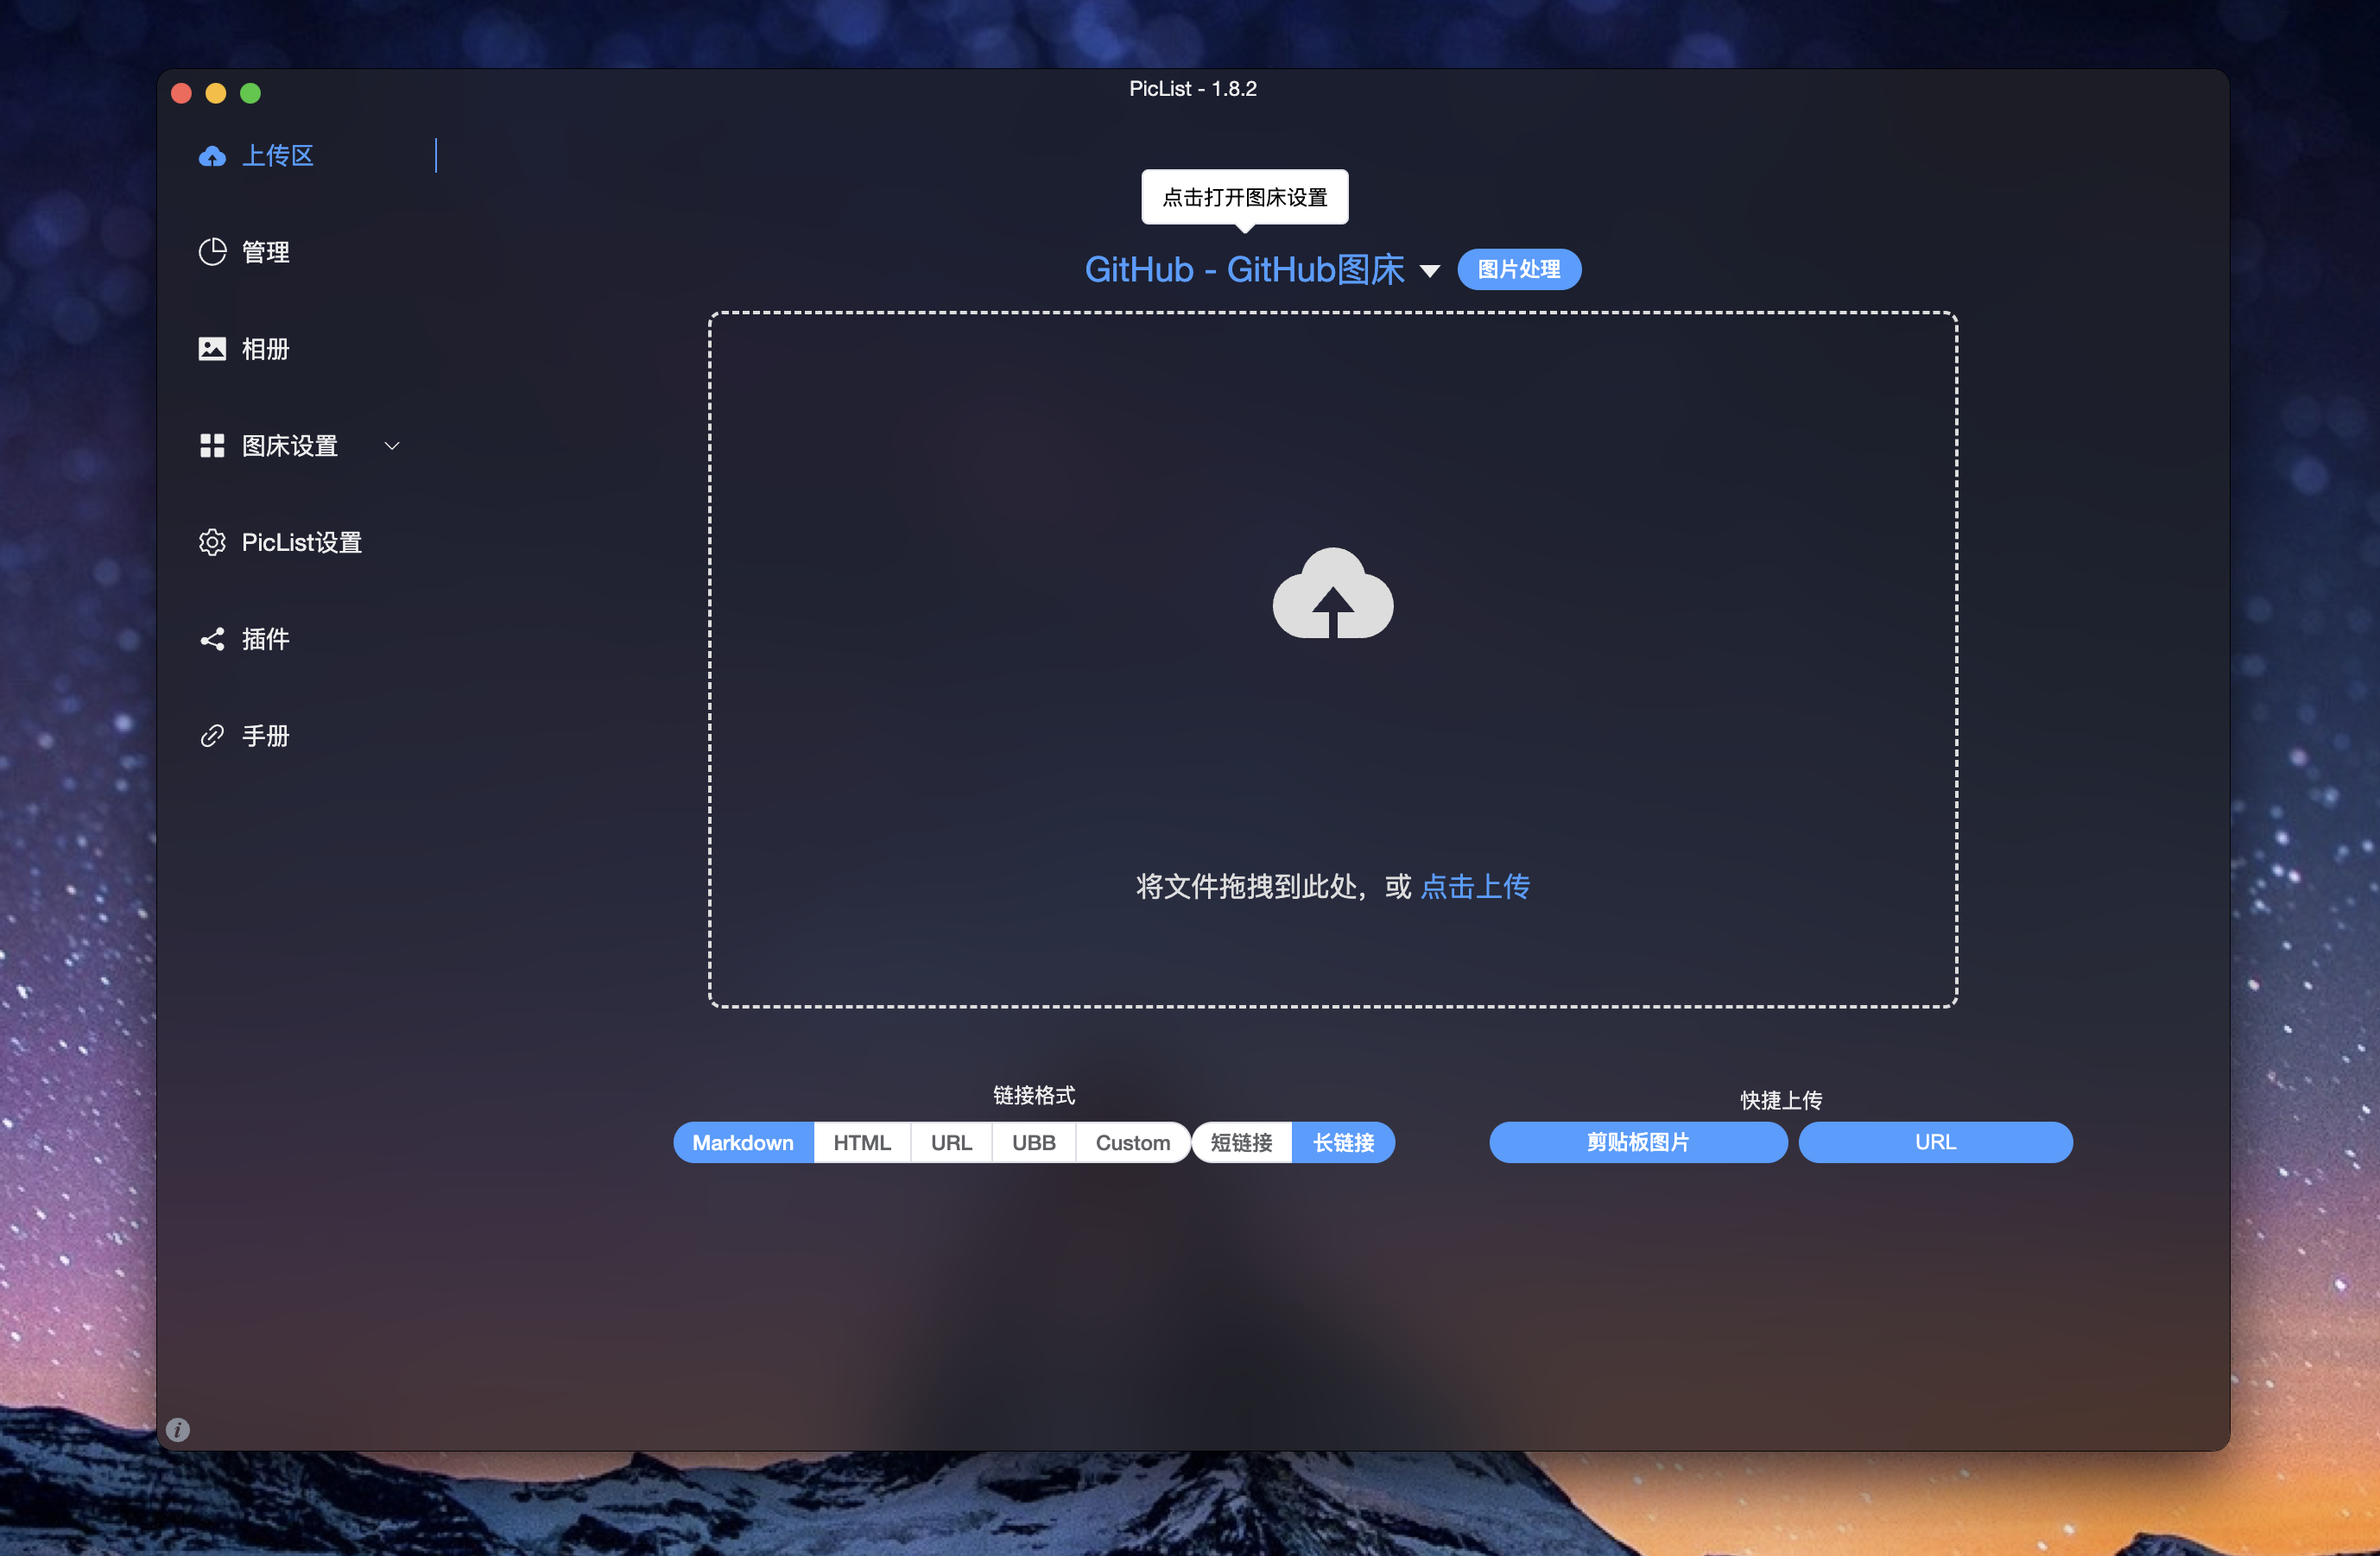 PicList - 1.8.2
上传区
管理
相册
图床设置
PicList设置
插件
手册
点击打开图床设置
GitHub - GitHub图床
图片处理
将文件拖拽到此处，或 点击上传
链接格式
Markdown HTML URL UBB Custom 短链接 长链接
快捷上传
剪贴板图片 URL